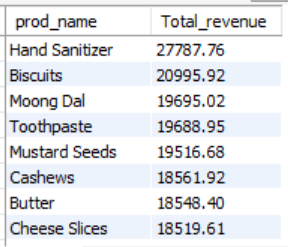 prod_name Total_revenue
Hand Sanitizer 27787.76
Biscuits 20995.92
Moong Dal 19695.02
Toothpaste 19688.95
Mustard Seeds 19516.68
Cashews 18561.92
Butter 18548.40
Cheese Slices 18519.61